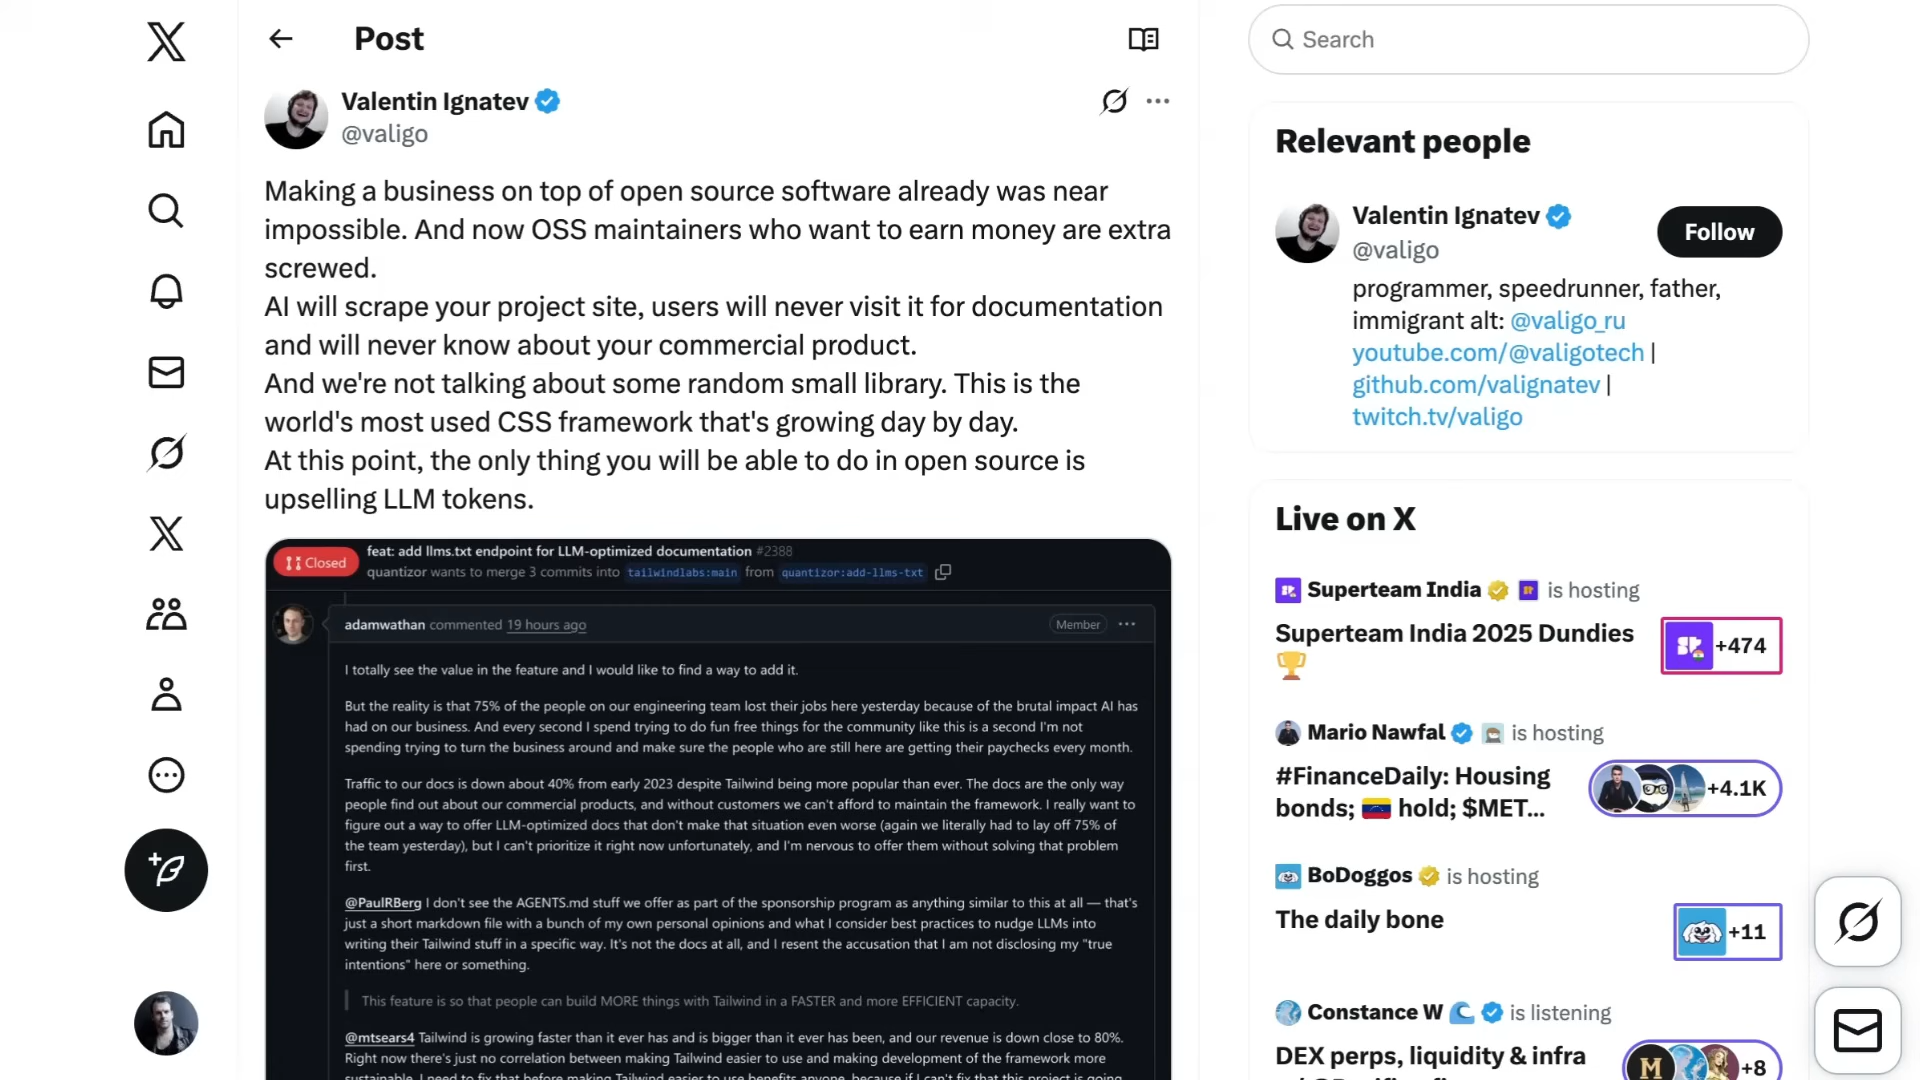 Post
Valentin Ignatev
@valigo
Making a business on top of open source software already was near
impossible. And now OSS maintainers who want to earn money are extra
screwed.
AI will scrape your project site, users will never visit it for documentation
and will never know about your commercial product.
And we're not talking about some random small library. This is the
world's most used CSS framework that's growing day by day.
At this point, the only thing you will be able to do in open source is
upselling LLM tokens.
Closed
feat: add llms.txt endpoint for LLM-optimized documentation #2388
quantizor wants to merge 3 commits into tailwindlabs:main from quantizor:add-llms-txt
adamwathan commented 19 hours ago
Member
I totally see the value in the feature and I would like to find a way to add it.
But the reality is that 75% of the people on our engineering team lost their jobs here yesterday because of the brutal impact AI has
had on our business. And every second I spend trying to do fun free things for the community like this is a second I'm not
spending trying to turn the business around and make sure the people who are still here are getting their paychecks every month.
Traffic to our docs is down about 40% from early 2023 despite Tailwind being more popular than ever. The docs are the only way
people find out about our commercial products, and without customers we can't afford to maintain the framework. I really want to
figure out a way to offer LLM-optimized docs that don't make that situation even worse (again we literally had to lay off 75% of
the team yesterday), but I can't prioritize it right now unfortunately, and I'm nervous to offer them without solving that problem
first.
@PaulRBerg I don't see the AGENTS.md stuff we offer as part of the sponsorship program as anything similar to this at all — that's
just a short markdown file with a bunch of my own personal opinions and what I consider best practices to nudge LLMs into
writing their Tailwind stuff in a specific way. It's not the docs at all, and I resent the accusation that I am not disclosing my "true
intentions" here or something.
This feature is so that people can build MORE things with Tailwind in a FASTER and more EFFICIENT capacity.
@mtsears4 Tailwind is growing faster than it ever has and is bigger than it ever has been, and our revenue is down close to 80%.
Right now there's just no correlation between making Tailwind easier to use and making development of the framework more
sustainable. I need to fix that before making Tailwind easier to use benefits anyone, because if I can't fix that this project is going
Search
Relevant people
Valentin Ignatev
@valigo
Follow
programmer, speedrunner, father,
immigrant alt: @valigo_ru
youtube.com/@valigotech |
github.com/valignatev |
twitch.tv/valigo
Live on X
Superteam India is hosting
Superteam India 2025 Dundies
+474
Mario Nawfal is hosting
#FinanceDaily: Housing
bonds; hold; $MET...
+4.1K
BoDoggos is hosting
The daily bone
+11
Constance W is listening
DEX perps, liquidity & infra
+8